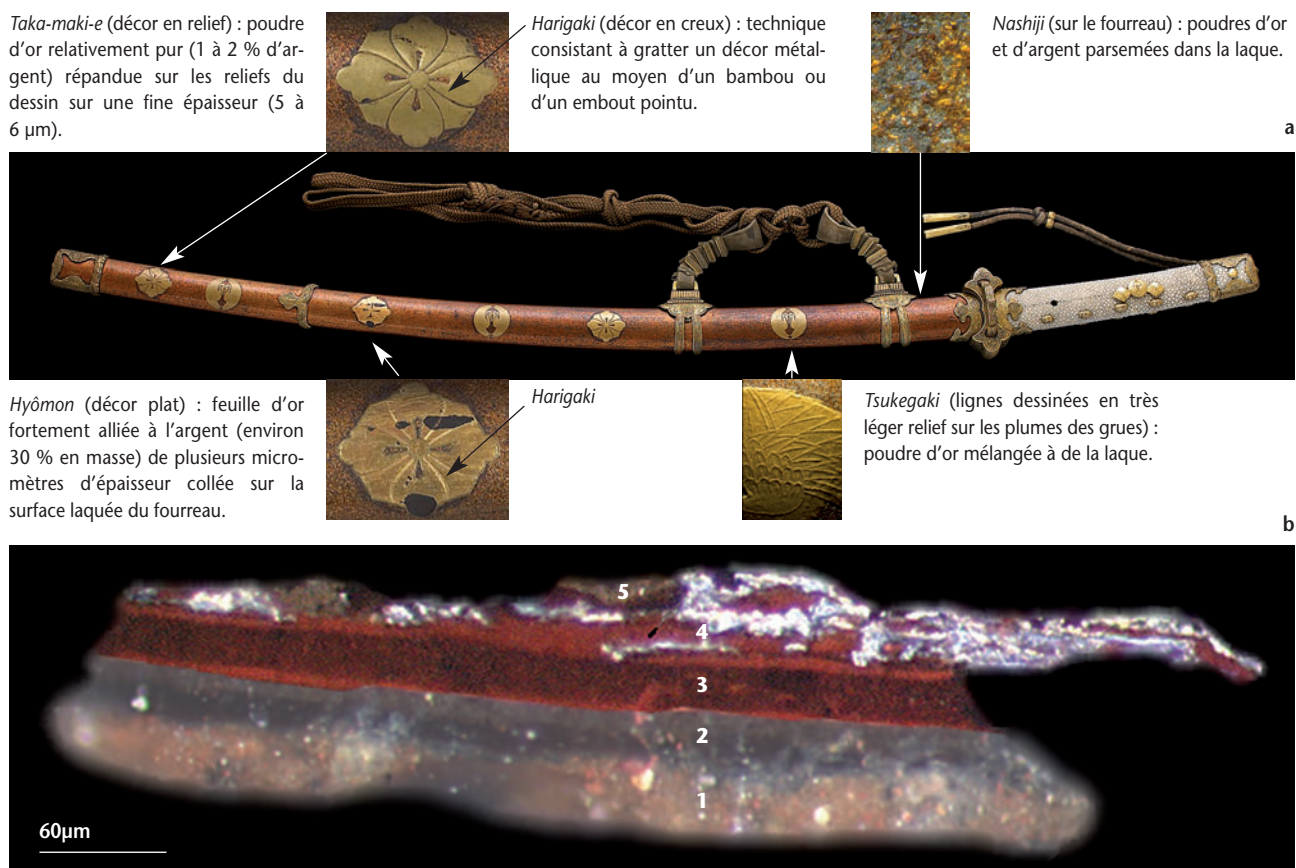 Taka-maki-e (décor en relief) : poudre
d'or relativement pur (1 à 2 % d'ar-
gent) répandue sur les reliefs du
dessin sur une fine épaisseur (5 à
6 µm).
Harigaki (décor en creux) : technique
consistant à gratter un décor métal-
lique au moyen d'un bambou ou
d'un embout pointu.
Nashiji (sur le fourreau) : poudres d'or
et d'argent parsemées dans la laque.
a
Hyômon (décor plat) : feuille d'or
fortement alliée à l'argent (environ
30 % en masse) de plusieurs micro-
mètres d'épaisseur collée sur la
surface laquée du fourreau.
Harigaki
Tsukegaki (lignes dessinées en très
léger relief sur les plumes des grues) :
poudre d'or mélangée à de la laque.
b
5
4
3
2
1
60µm